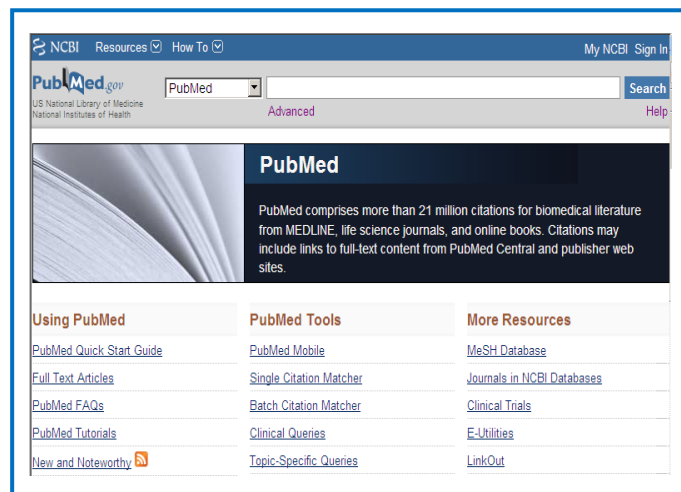 NCBI Resources How To My NCBI Sign In
PubMed.gov
US National Library of Medicine
National Institutes of Health
PubMed
Search
Advanced
Help
PubMed
PubMed comprises more than 21 million citations for biomedical literature
from MEDLINE, life science journals, and online books. Citations may
include links to full-text content from PubMed Central and publisher web
sites.
Using PubMed
PubMed Quick Start Guide
Full Text Articles
PubMed FAQs
PubMed Tutorials
New and Noteworthy
PubMed Tools
PubMed Mobile
Single Citation Matcher
Batch Citation Matcher
Clinical Queries
Topic-Specific Queries
More Resources
MeSH Database
Journals in NCBI Databases
Clinical Trials
E-Utilities
LinkOut